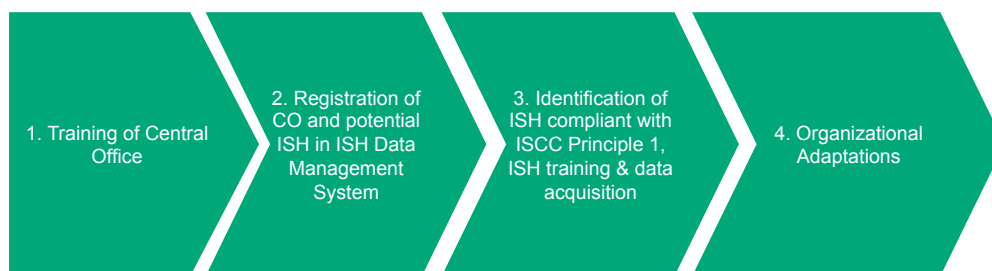 1. Training of Central
Office
2. Registration of
CO and potential
ISH in ISH Data
Management
System
3. Identification of
ISH compliant with
ISCC Principle 1,
ISH training & data
acquisition
4. Organizational
Adaptations